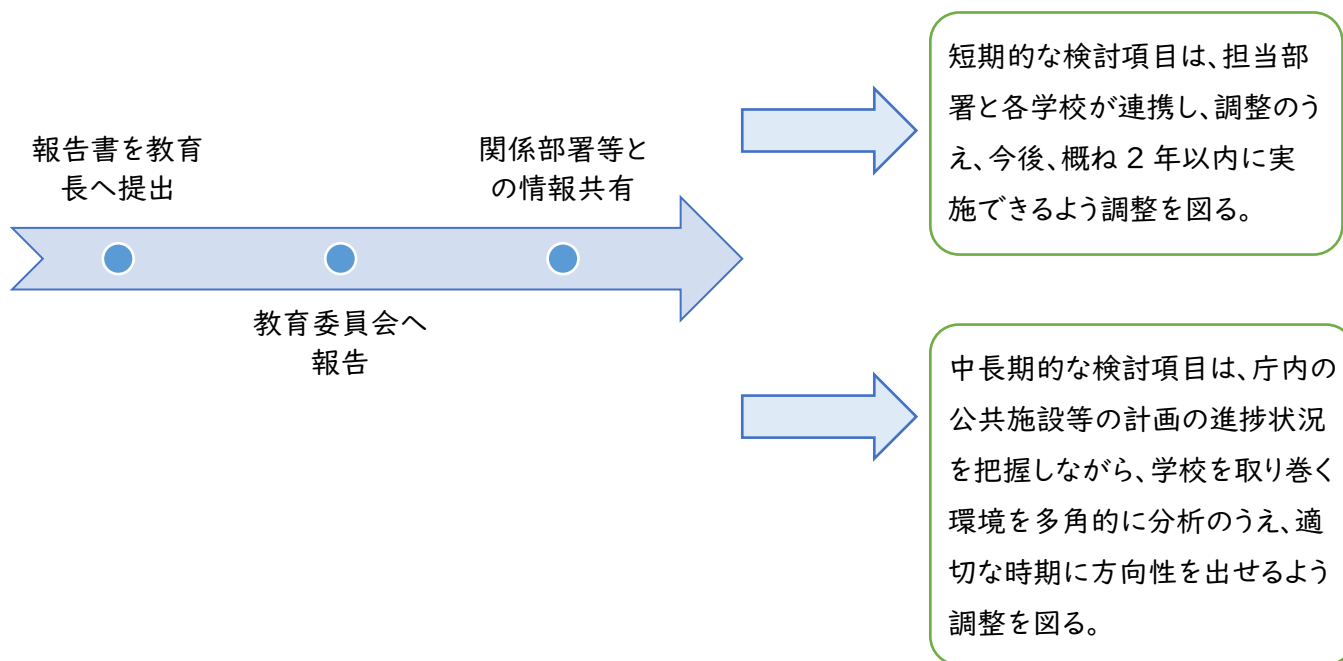 報告書を教育
長へ提出
教育委員会へ
報告
関係部署等と
の情報共有
短期的な検討項目は、担当部
署と各学校が連携し、調整のう
え、今後、概ね 2 年以内に実
施できるよう調整を図る。
中長期的な検討項目は、庁内の
公共施設等の計画の進捗状況
を把握しながら、学校を取り巻く
環境を多角的に分析のうえ、適
切な時期に方向性を出せるよう
調整を図る。